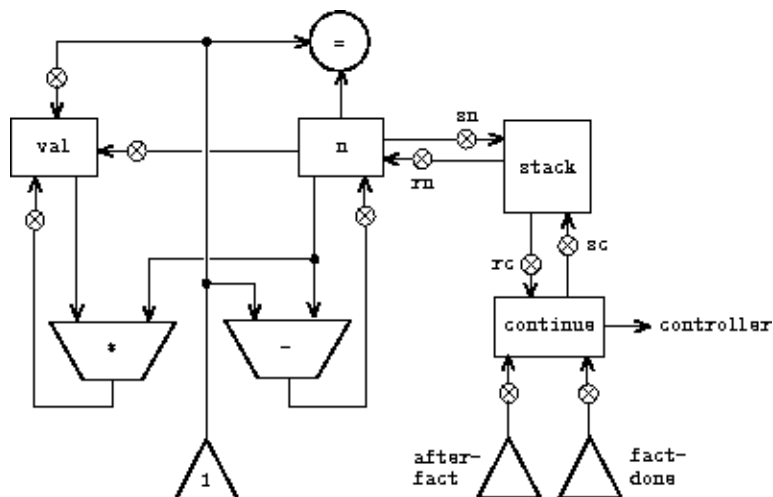 =
sn
val
n
stack
rn
rc
sc
continue
controller
*
-
after-
fact
fact-
done
1